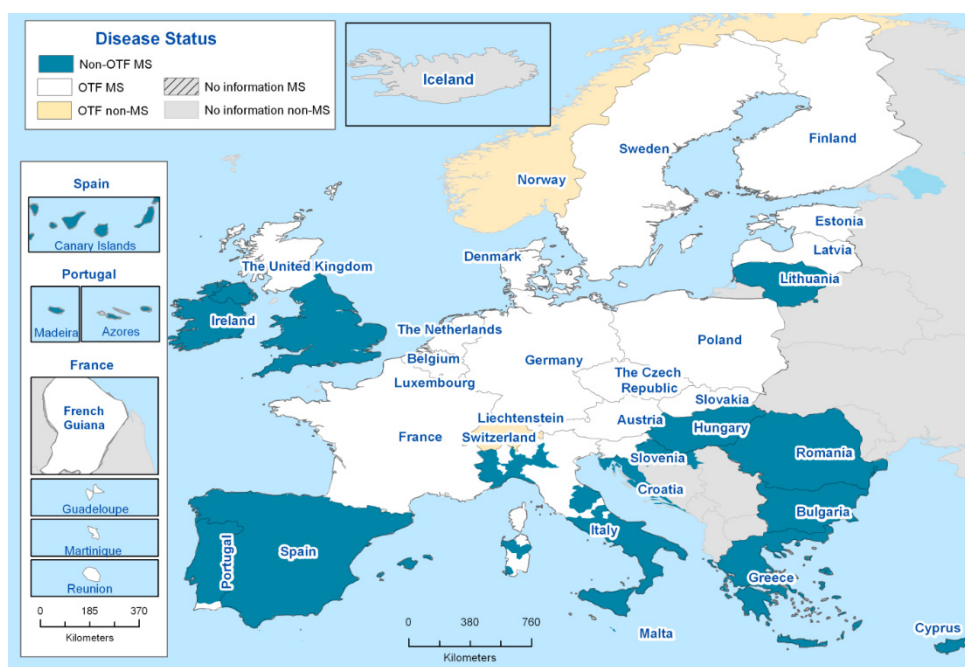 Disease Status
Non-OTF MS
OTF MS
OTF non-MS
No information MS
No information non-MS
Iceland
Spain
Canary Islands
Portugal
Madeira
Azores
France
French
Guiana
Guadeloupe
Martinique
Reunion
0 185 370
Kilometers
Finland
Sweden
Norway
Estonia
Latvia
Lithuania
Denmark
The United Kingdom
Ireland
The Netherlands
Belgium
Luxembourg
Germany
Poland
The Czech
Republic
Slovakia
Liechtenstein
Switzerland
Austria
Hungary
France
Slovenia
Croatia
Romania
Bulgaria
Italy
Portugal
Spain
Greece
Malta
Cyprus
0 380 760
Kilometers